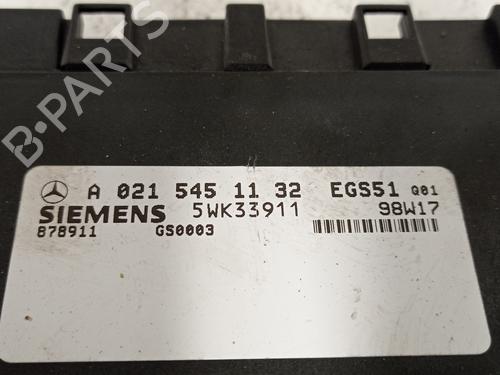 B-PARTS
A 021 545 11 32 EGS51 Q01
SIEMENS 5WK33911 98W17
878911 GS0003